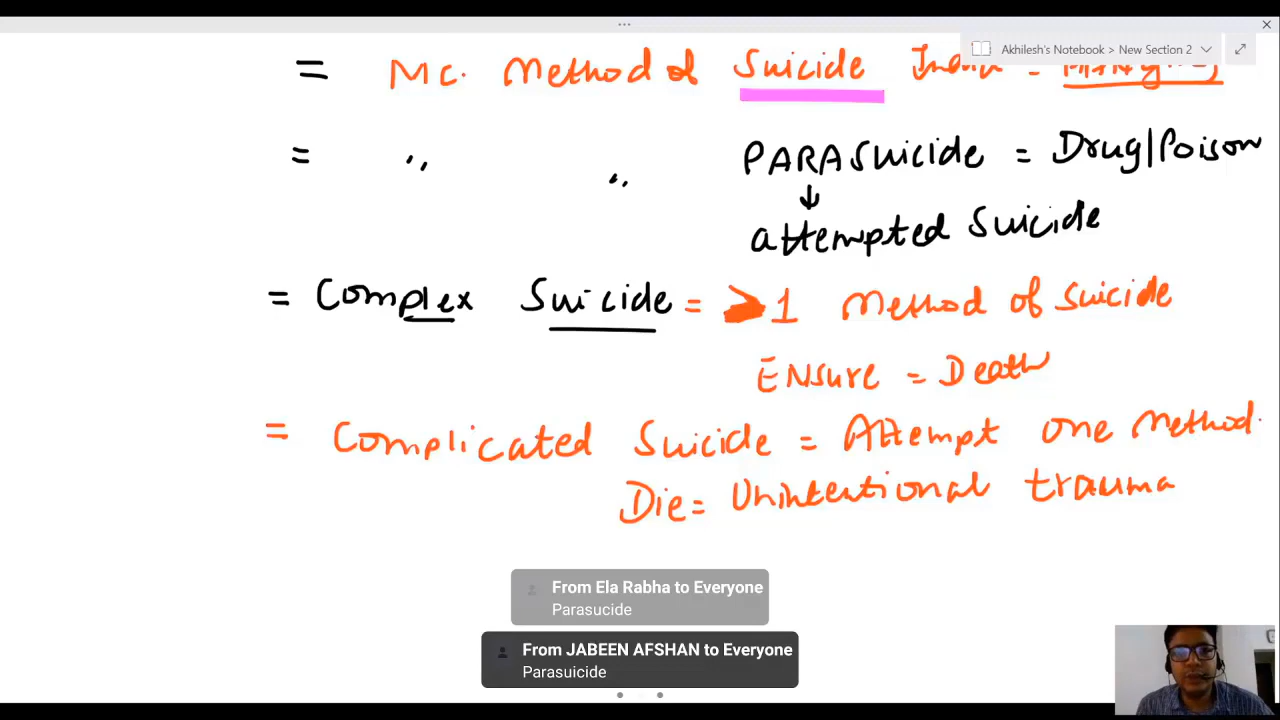 Akhilesh's Notebook > New Section 2
= Mc. Method of Suicide India =
= " " PARASuicide = Drug/Poison
↓
attempted Suicide
= Complex Suicide = > 1 Method of Suicide
ENSure = Death
= Complicated Suicide = Attempt one Method.
Die = Unintentional trauma
From Ela Rabha to Everyone
Parasucide
From JABEEN AFSHAN to Everyone
Parasuicide